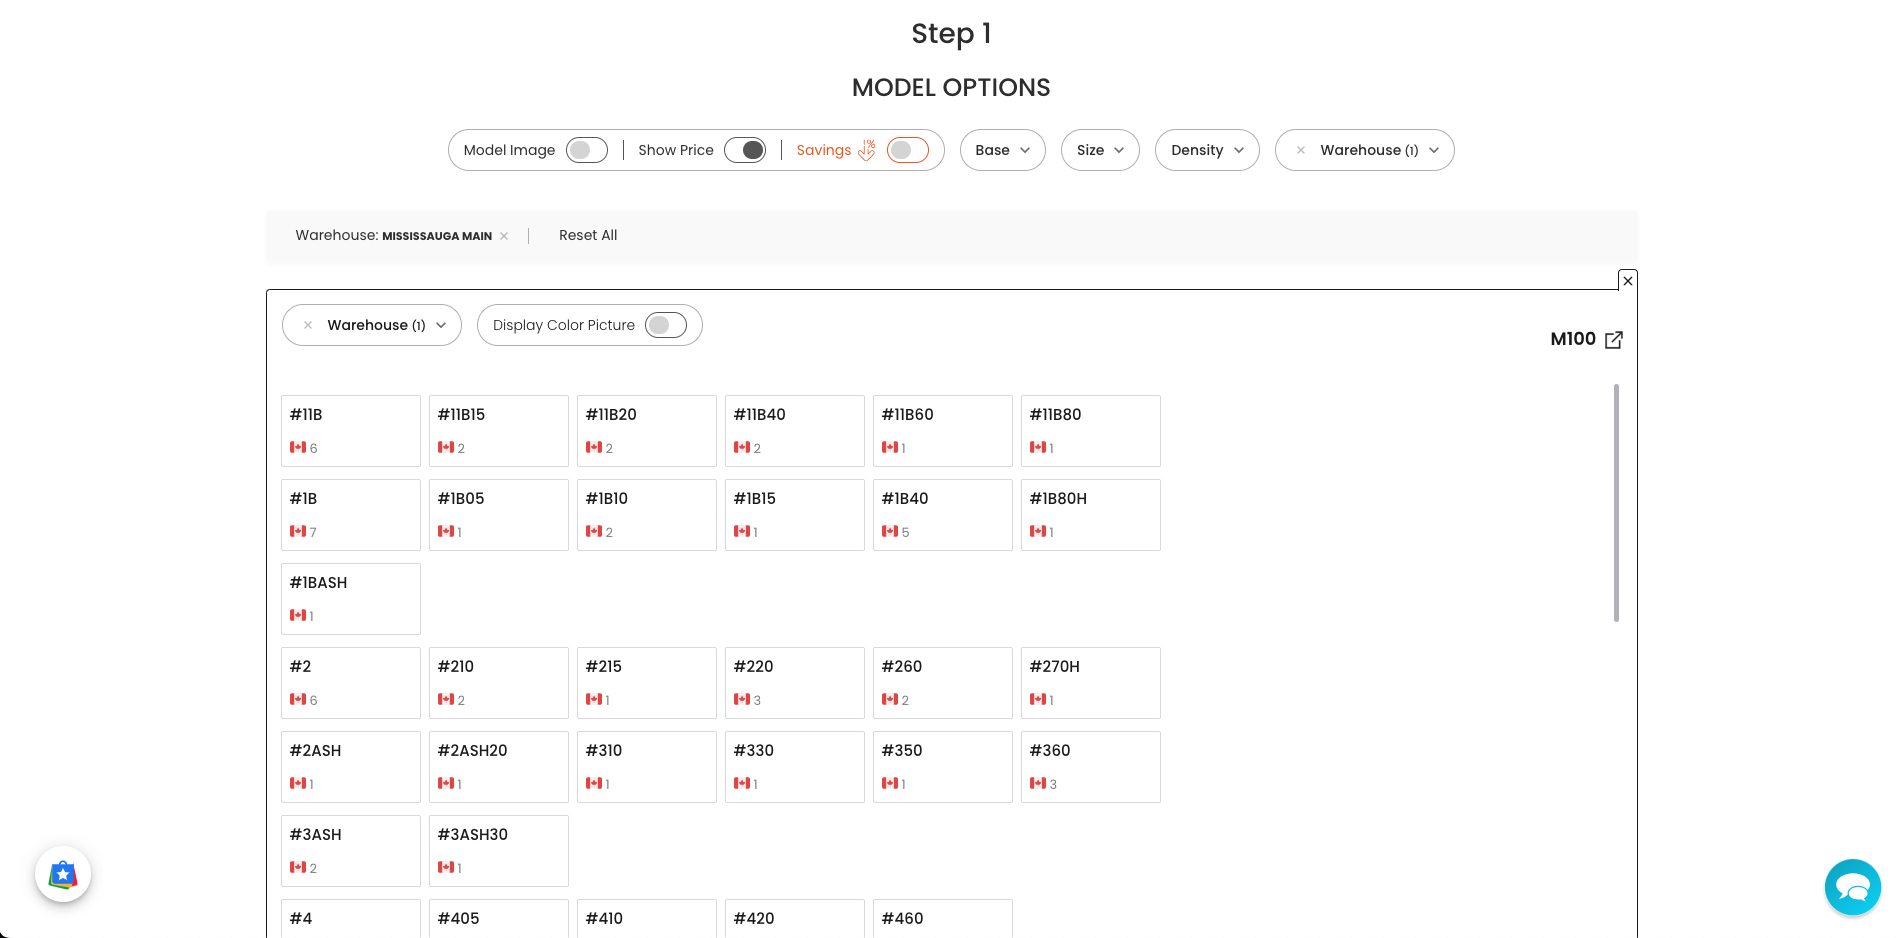 Step 1
MODEL OPTIONS
Model Image Show Price Savings Base Size Density Warehouse (1)
Warehouse: MISSISSAUGA MAIN Reset All
Warehouse (1) Display Color Picture
M100
#11B #11B15 #11B20 #11B40 #11B60 #11B80
6 2 2 2 1 1
#1B #1B05 #1B10 #1B15 #1B40 #1B80H
7 1 2 1 5 1
#1BASH
1
#2 #210 #215 #220 #260 #270H
6 2 1 3 2 1
#2ASH #2ASH20 #310 #330 #350 #360
1 1 1 1 1 3
#3ASH #3ASH30
2 1
#4 #405 #410 #420 #460